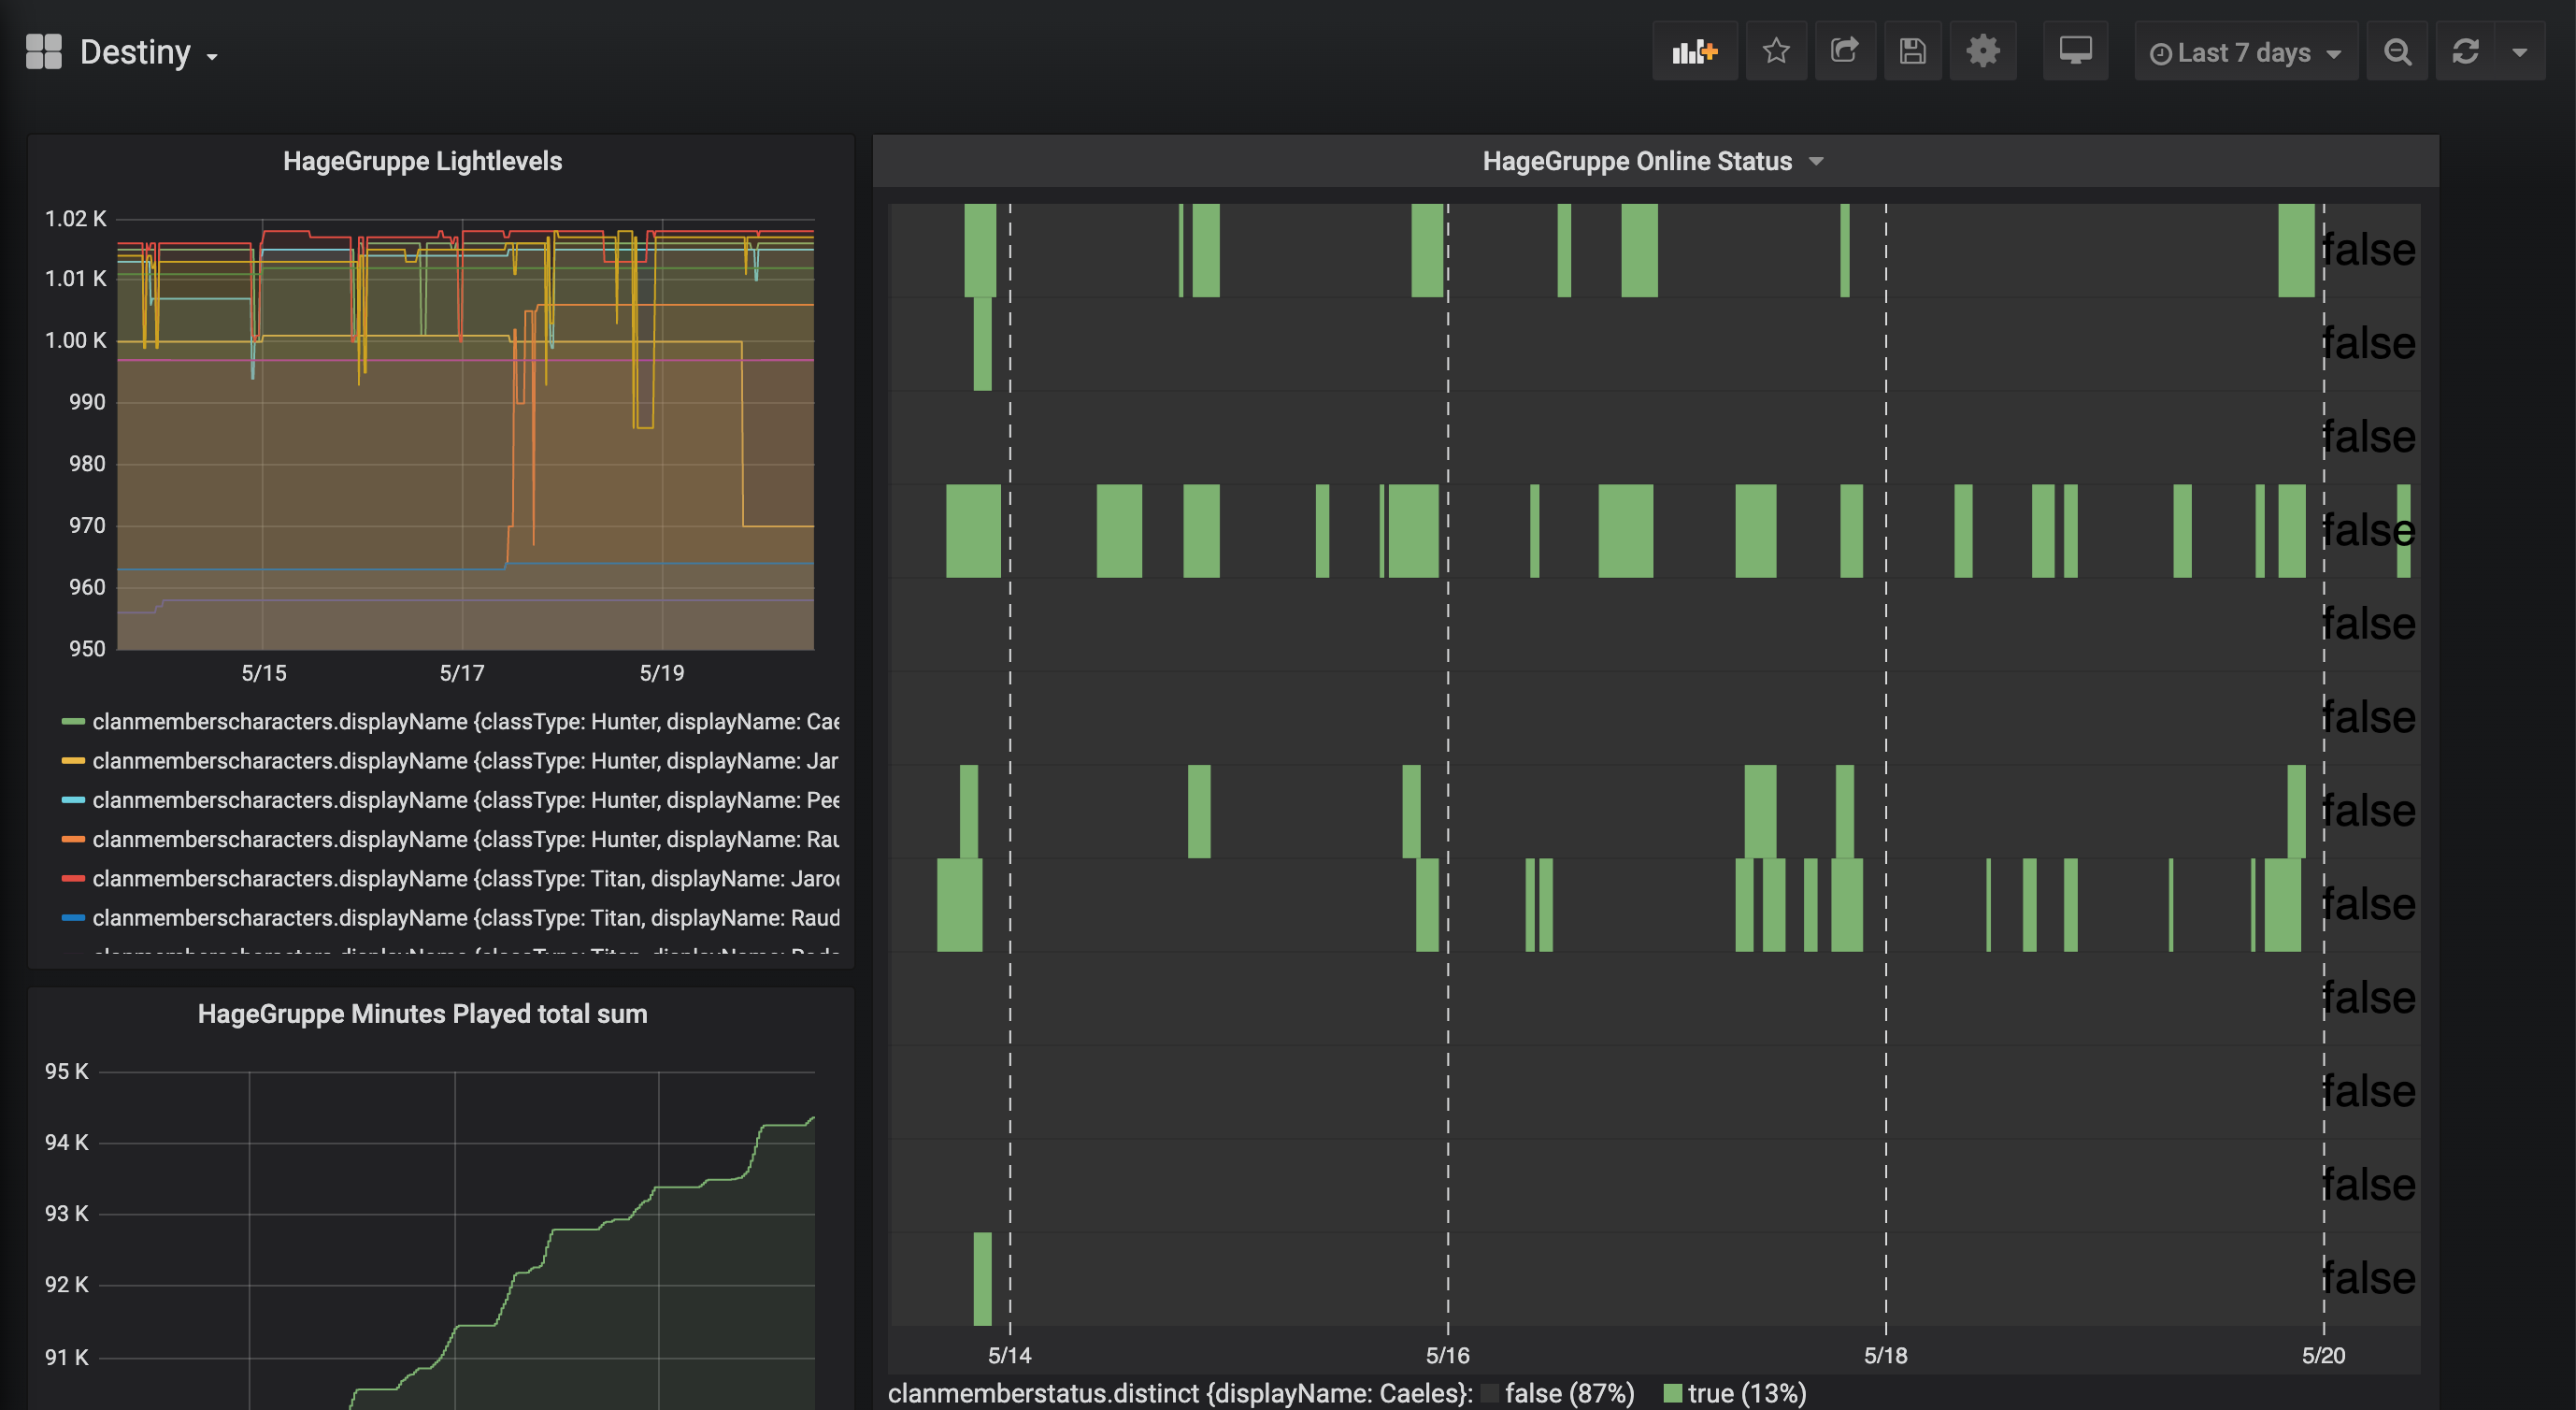 Destiny
Last 7 days
HageGruppe Lightlevels
1.02 K
1.01 K
1.00 K
990
980
970
960
950
5/15 5/17 5/19
clanmemberscharacters.displayName {classType: Hunter, displayName: Cae
clanmemberscharacters.displayName {classType: Hunter, displayName: Jar
clanmemberscharacters.displayName {classType: Hunter, displayName: Pee
clanmemberscharacters.displayName {classType: Hunter, displayName: Rau
clanmemberscharacters.displayName {classType: Titan, displayName: Jaro
clanmemberscharacters.displayName {classType: Titan, displayName: Raud
HageGruppe Minutes Played total sum
95 K
94 K
93 K
92 K
91 K
HageGruppe Online Status
false
false
false
false
false
false
false
false
false
false
false
false
5/14 5/16 5/18 5/20
clanmemberstatus.distinct {displayName: Caeles}: false (87%) true (13%)